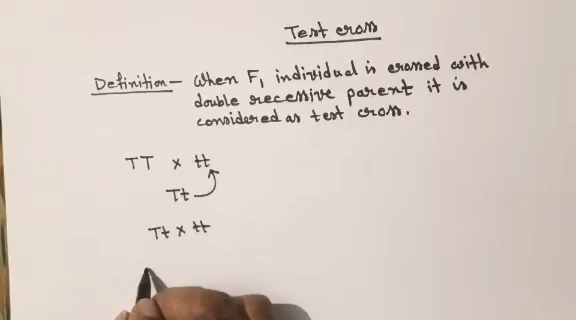 Test cross
Definition — When F₁ individual is crossed with
double recessive parent it is
considered as test cross.
TT x tt
Tt
Tt x tt